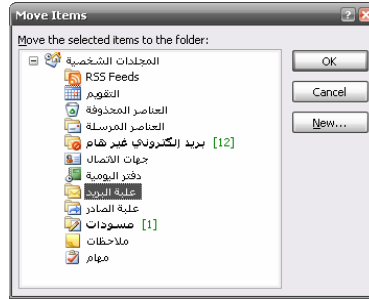 Move Items
Move the selected items to the folder:
المجلدات الشخصية
RSS Feeds
التقويم
العناصر المحذوفة
العناصر المرسلة
بريد إلكتروني غير هام [12]
جهات الاتصال
دفتر اليومية
علبة البريد
علبة الصادر
مسودات [1]
ملاحظات
مهام
OK
Cancel
New...